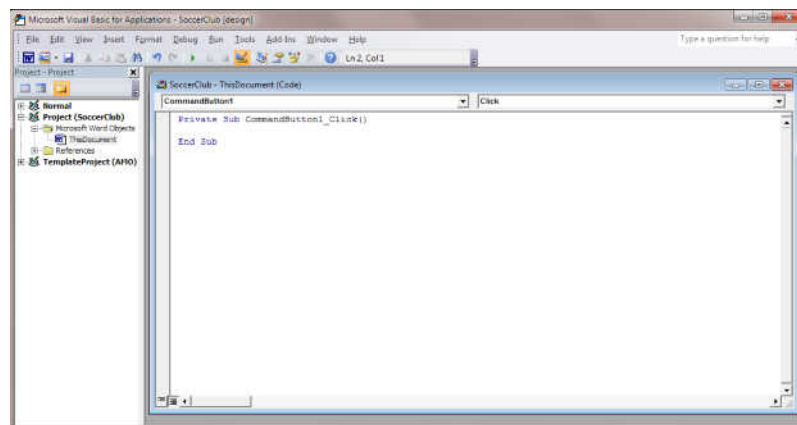 Microsoft Visual Basic for Applications - SoccerClub [design]
File Edit View Insert Format Debug Run Tools Add-Ins Window Help
Type a question for help
Ln 2, Col 1
Project - Project
SoccerClub - ThisDocument (Code)
CommandButton1 Click
Normal
Project (SoccerClub)
Microsoft Word Objects
ThisDocument
References
TemplateProject (AHO)
Private Sub CommandButton1_Click()
End Sub